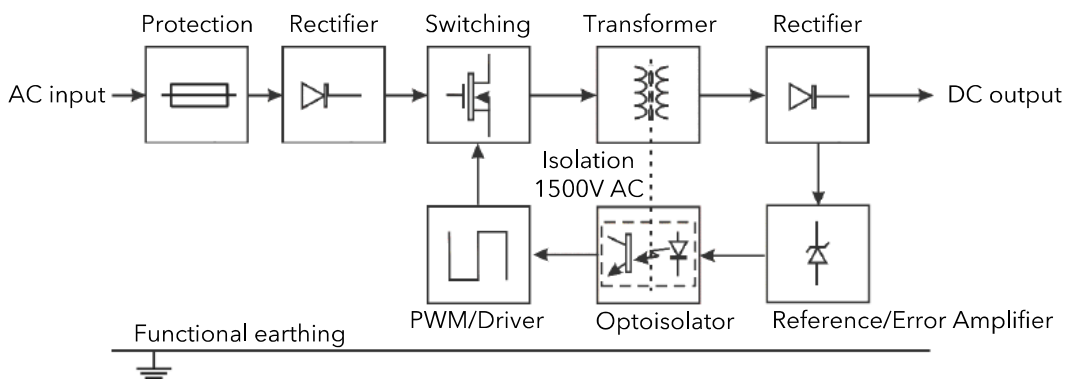 Protection
Rectifier
Switching
Transformer
Rectifier
AC input
DC output
Isolation
1500V AC
PWM/Driver
Optoisolator
Reference/Error Amplifier
Functional earthing